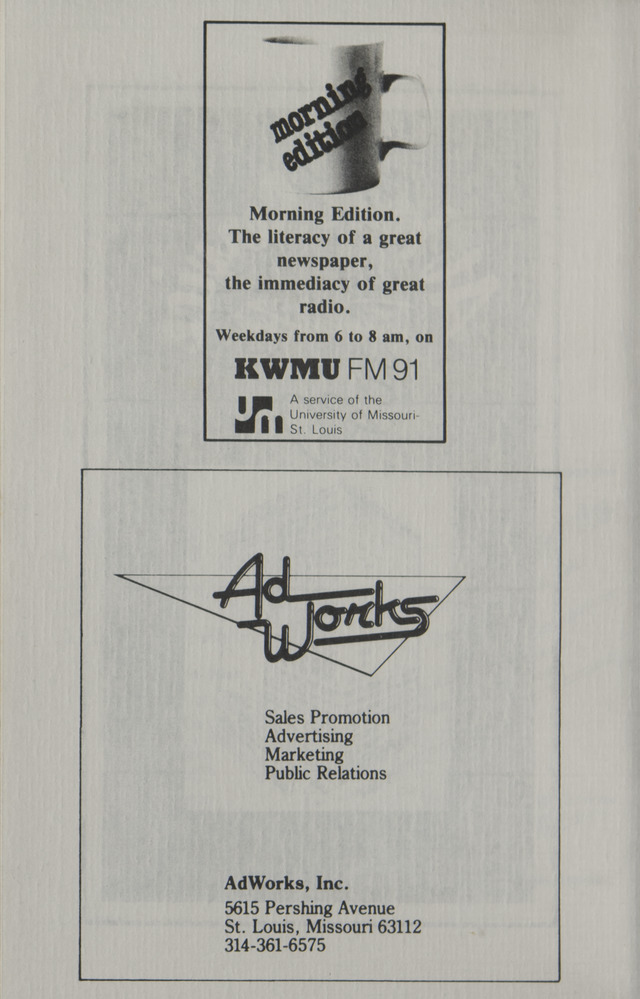 morning
edition
Morning Edition.
The literacy of a great
newspaper,
the immediacy of great
radio.
Weekdays from 6 to 8 am, on
KWMU FM 91
um
A service of the
University of Missouri-
St. Louis
Ad
Works
Sales Promotion
Advertising
Marketing
Public Relations
AdWorks, Inc.
5615 Pershing Avenue
St. Louis, Missouri 63112
314-361-6575